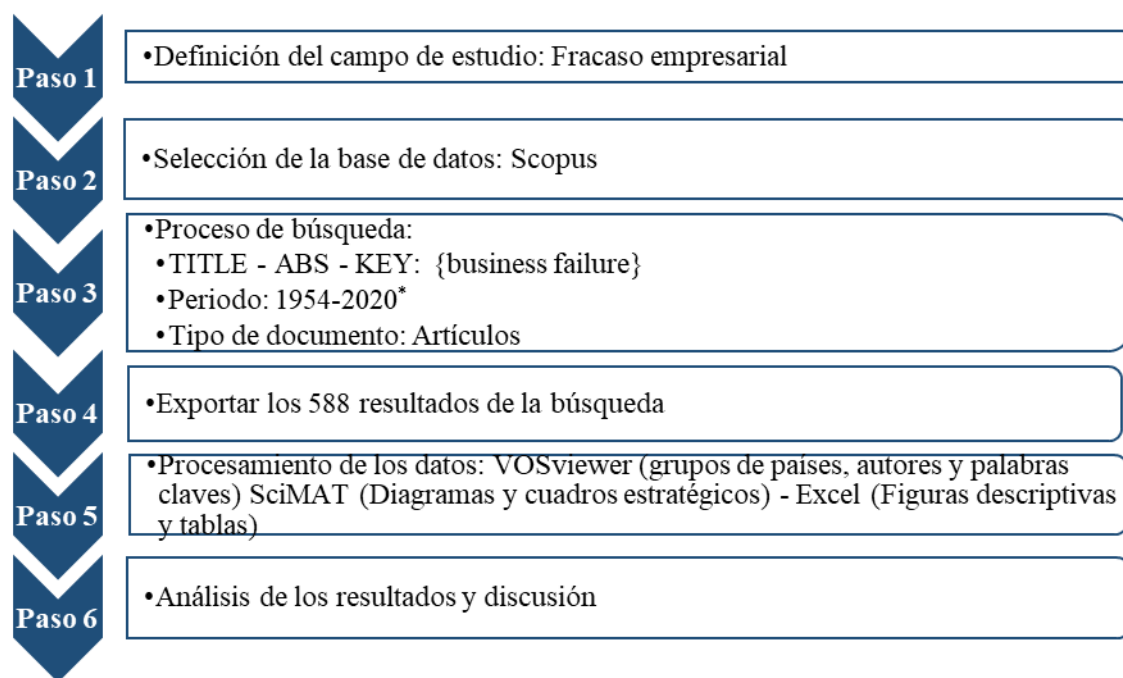 Paso 1
•Definición del campo de estudio: Fracaso empresarial
Paso 2
•Selección de la base de datos: Scopus
Paso 3
•Proceso de búsqueda:
•TITLE - ABS - KEY: {business failure}
•Periodo: 1954-2020*
•Tipo de documento: Artículos
Paso 4
•Exportar los 588 resultados de la búsqueda
Paso 5
•Procesamiento de los datos: VOSviewer (grupos de países, autores y palabras
claves) SciMAT (Diagramas y cuadros estratégicos) - Excel (Figuras descriptivas
y tablas)
Paso 6
•Análisis de los resultados y discusión